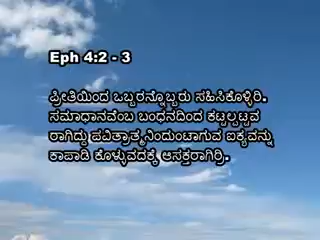 Eph 4:2 - 3
ಪ್ರೀತಿಯಿಂದ ಒಬ್ಬರನ್ನೊಬ್ಬರು ಸಹಿಸಿಕೊಳ್ಳಿರಿ.
ಸಮಾಧಾನವೆಂಬ ಬಂಧನದಿಂದ ಕಟ್ಟಲ್ಪಟ್ಟವ
ರಾಗಿದ್ದು ಪವಿತ್ರಾತ್ಮನಿಂದುಂಟಾಗುವ ಐಕ್ಯವನ್ನು
ಕಾಪಾಡಿ ಕೊಳ್ಳುವದಕ್ಕೆ ಆಸಕ್ತರಾಗಿರ್ರಿ.